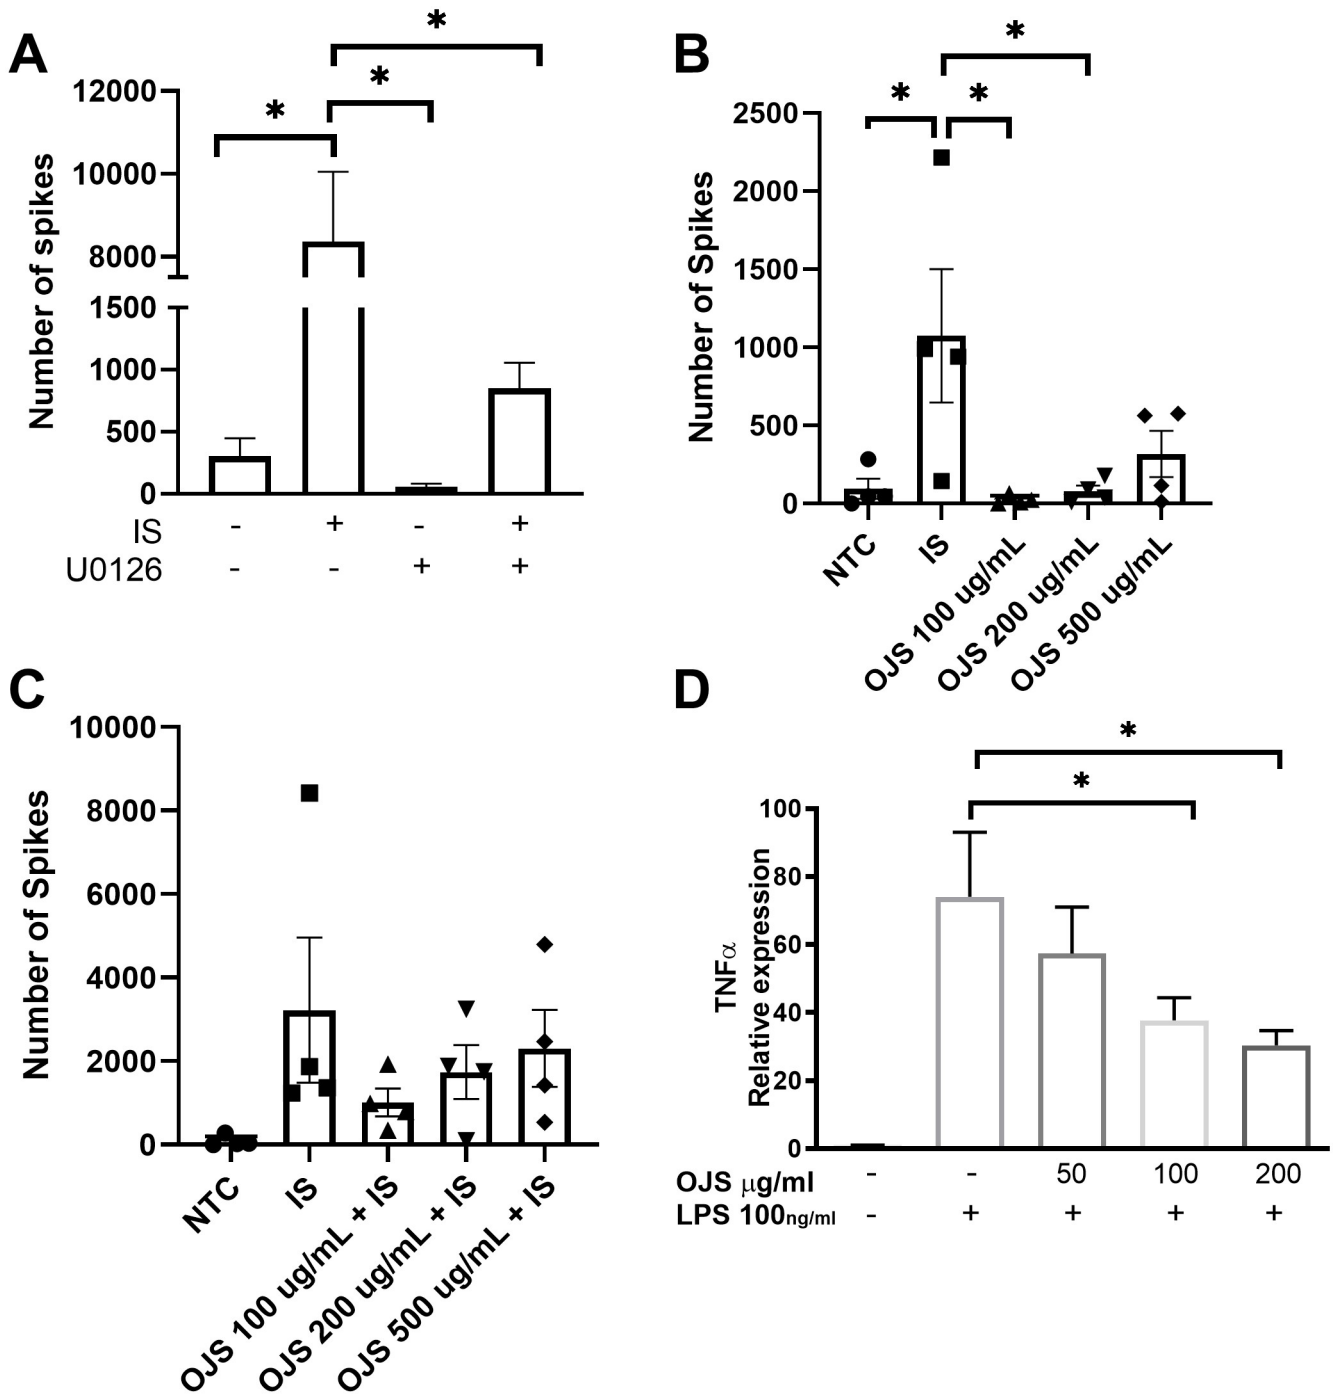 A
*
*
*
12000
10000
8000
1500
1000
500
0
Number of spikes
IS - + - +
U0126 - - + +
B
*
* *
2500
2000
1500
1000
500
0
Number of Spikes
NTC
IS
OJS 100 ug/mL
OJS 200 ug/mL
OJS 500 ug/mL
C
10000
8000
6000
4000
2000
0
Number of Spikes
NTC
IS
OJS 100 ug/mL + IS
OJS 200 ug/mL + IS
OJS 500 ug/mL + IS
D
*
*
100
80
60
40
20
0
TNFα
Relative expression
OJS μg/ml - - 50 100 200
LPS 100ng/ml - + + + +